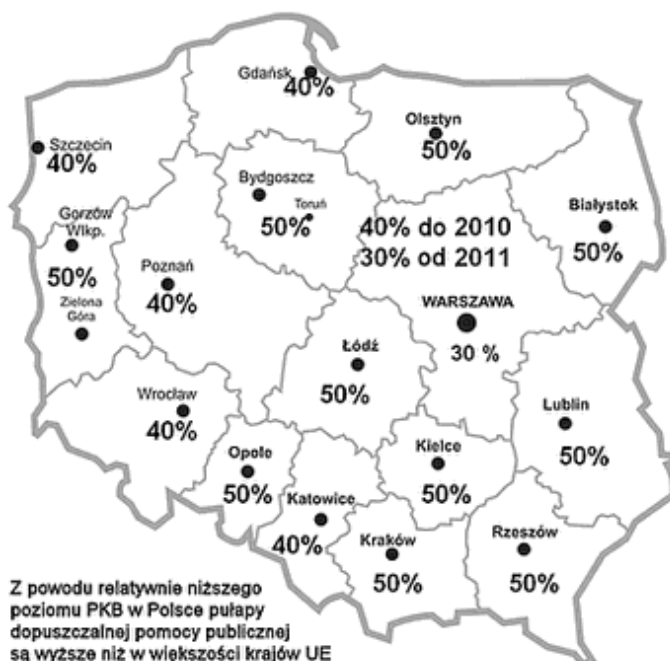 Gdańsk
40%
Olsztyn
50%
Szczecin
40%
Bydgoszcz
Toruń
50%
Białystok
50%
Gorzów
Wlkp.
50%
Zielona
Góra
Poznań
40%
40% do 2010
30% od 2011
WARSZAWA
30 %
Łódź
50%
Wrocław
40%
Lublin
50%
Opole
50%
Kielce
50%
Katowice
40%
Kraków
50%
Rzeszów
50%
Z powodu relatywnie niższego
poziomu PKB w Polsce pułapy
dopuszczalnej pomocy publicznej
są wyższe niż w większości krajów UE